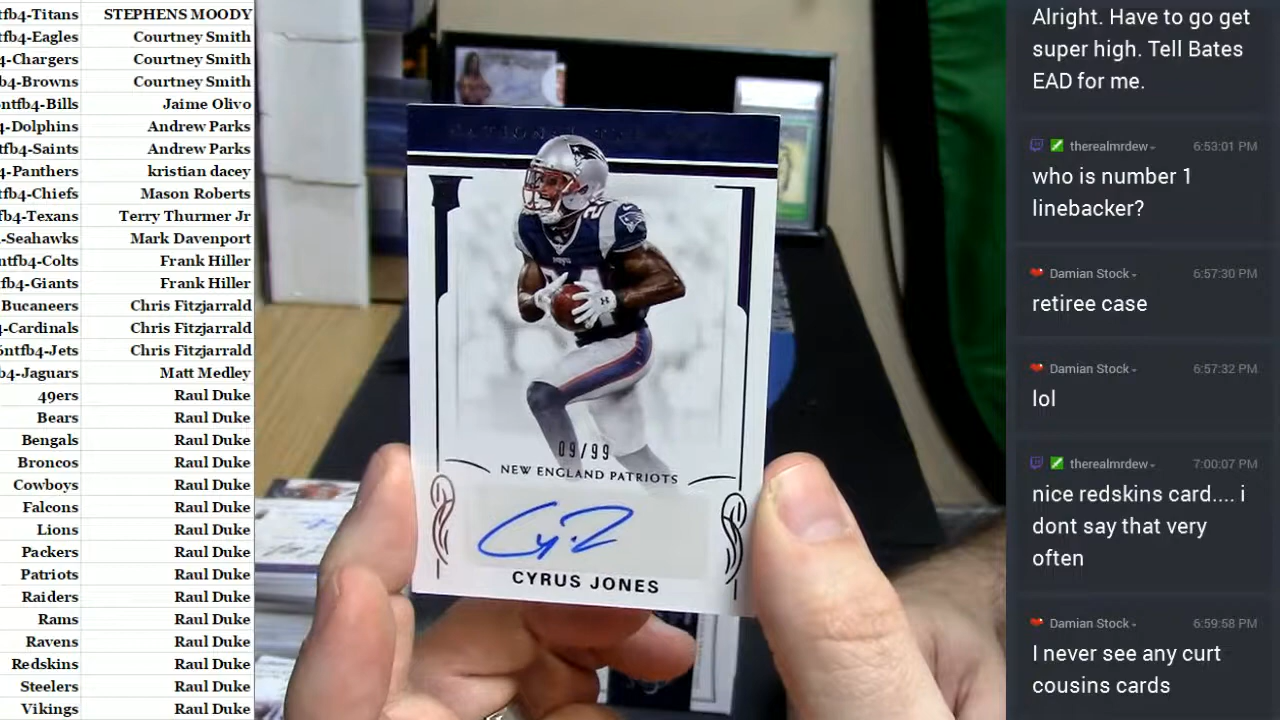 tfb4-Titans STEPHENS MOODY
tfb4-Eagles Courtney Smith
4-Chargers Courtney Smith
b4-Browns Courtney Smith
ntfb4-Bills Jaime Olivo
4-Dolphins Andrew Parks
fb4-Saints Andrew Parks
4-Panthers kristian dacey
tfb4-Chiefs Mason Roberts
fb4-Texans Terry Thurmer Jr
-Seahawks Mark Davenport
ntfb4-Colts Frank Hiller
fb4-Giants Frank Hiller
Bucaneers Chris Fitzjarrald
4-Cardinals Chris Fitzjarrald
6ntfb4-Jets Chris Fitzjarrald
b4-Jaguars Matt Medley
49ers Raul Duke
Bears Raul Duke
Bengals Raul Duke
Broncos Raul Duke
Cowboys Raul Duke
Falcons Raul Duke
Lions Raul Duke
Packers Raul Duke
Patriots Raul Duke
Raiders Raul Duke
Rams Raul Duke
Ravens Raul Duke
Redskins Raul Duke
Steelers Raul Duke
Vikings Raul Duke
09/99
NEW ENGLAND PATRIOTS
CYRUS JONES
Alright. Have to go get
super high. Tell Bates
EAD for me.
therealmrdew 6:53:01 PM
who is number 1
linebacker?
Damian Stock 6:57:30 PM
retiree case
Damian Stock 6:57:32 PM
lol
therealmrdew 7:00:07 PM
nice redskins card.... i
dont say that very
often
Damian Stock 6:59:58 PM
I never see any curt
cousins cards